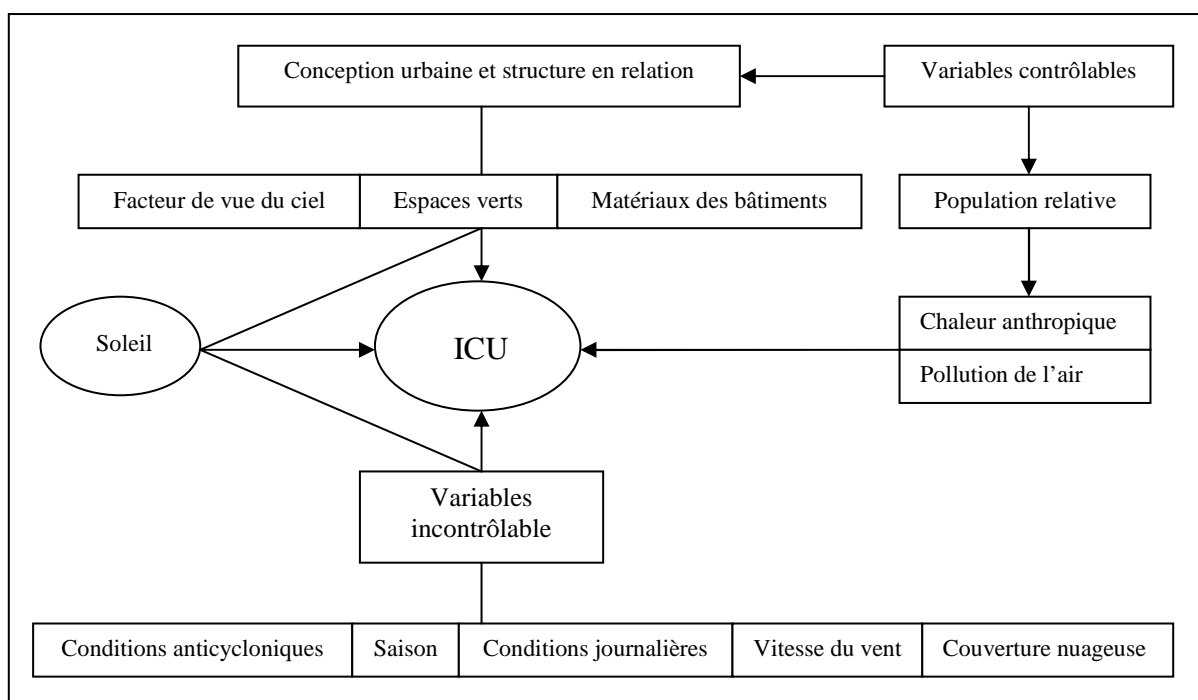 Conception urbaine et structure en relation
Variables contrôlables
Facteur de vue du ciel
Espaces verts
Matériaux des bâtiments
Population relative
Soleil
ICU
Chaleur anthropique
Pollution de l’air
Variables
incontrôlable
Conditions anticycloniques
Saison
Conditions journalières
Vitesse du vent
Couverture nuageuse